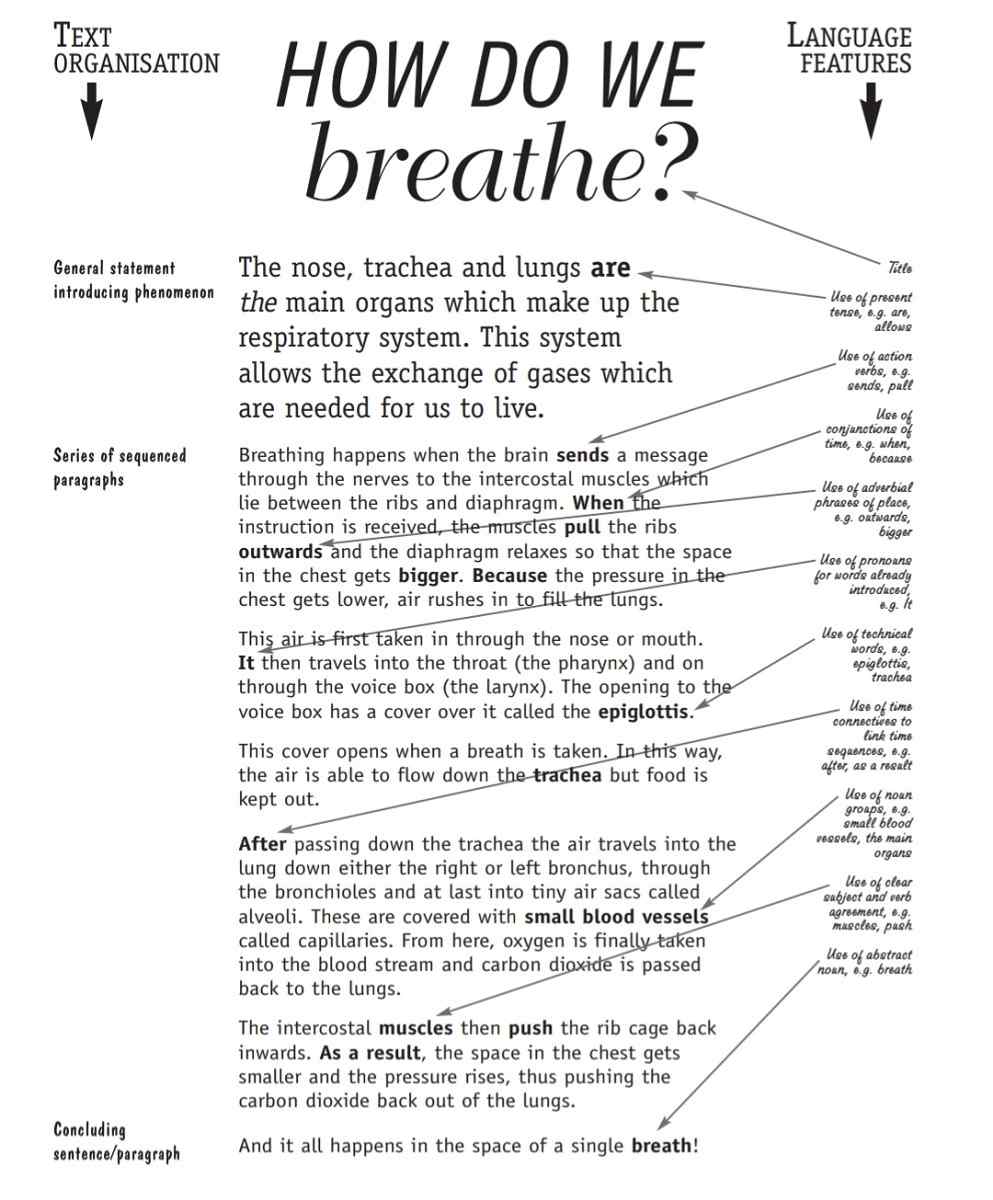 TEXT
ORGANISATION
HOW DO WE
breathe?
LANGUAGE
FEATURES
General statement
introducing phenomenon
The nose, trachea and lungs are
the main organs which make up the
respiratory system. This system
allows the exchange of gases which
are needed for us to live.
Series of sequenced
paragraphs
Breathing happens when the brain sends a message
through the nerves to the intercostal muscles which
lie between the ribs and diaphragm. When the
instruction is received, the muscles pull the ribs
outwards and the diaphragm relaxes so that the space
in the chest gets bigger. Because the pressure in the
chest gets lower, air rushes in to fill the lungs.
This air is first taken in through the nose or mouth.
It then travels into the throat (the pharynx) and on
through the voice box (the larynx). The opening to the
voice box has a cover over it called the epiglottis.
This cover opens when a breath is taken. In this way,
the air is able to flow down the trachea but food is
kept out.
After passing down the trachea the air travels into the
lung down either the right or left bronchus, through
the bronchioles and at last into tiny air sacs called
alveoli. These are covered with small blood vessels
called capillaries. From here, oxygen is finally taken
into the blood stream and carbon dioxide is passed
back to the lungs.
The intercostal muscles then push the rib cage back
inwards. As a result, the space in the chest gets
smaller and the pressure rises, thus pushing the
carbon dioxide back out of the lungs.
Concluding
sentence/paragraph
And it all happens in the space of a single breath!
Title
Use of present
tense, e.g. are,
allows
Use of action
verbs, e.g.
sends, pull
Use of
conjunctions of
time, e.g. when,
because
Use of adverbial
phrases of place,
e.g. outwards,
bigger
Use of pronouns
for words already
introduced,
e.g. It
Use of technical
words, e.g.
epiglottis,
trachea
Use of time
connectives to
link time
sequences, e.g.
after, as a result
Use of noun
groups, e.g.
small blood
vessels, the main
organs
Use of clear
subject and verb
agreement, e.g.
muscles, push
Use of abstract
noun, e.g. breath